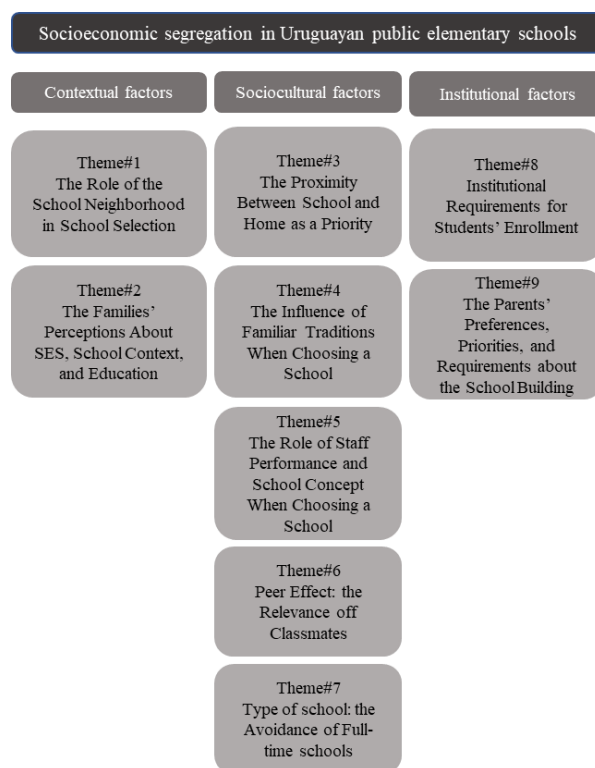 Socioeconomic segregation in Uruguayan public elementary schools
Contextual factors
Theme#1
The Role of the
School Neighborhood
in School Selection
Theme#2
The Families’
Perceptions About
SES, School Context,
and Education
Sociocultural factors
Theme#3
The Proximity
Between School and
Home as a Priority
Theme#4
The Influence of
Familiar Traditions
When Choosing a
School
Theme#5
The Role of Staff
Performance and
School Concept
When Choosing a
School
Theme#6
Peer Effect: the
Relevance off
Classmates
Theme#7
Type of school: the
Avoidance of Full-
time schools
Institutional factors
Theme#8
Institutional
Requirements for
Students’ Enrollment
Theme#9
The Parents’
Preferences,
Priorities, and
Requirements about
the School Building